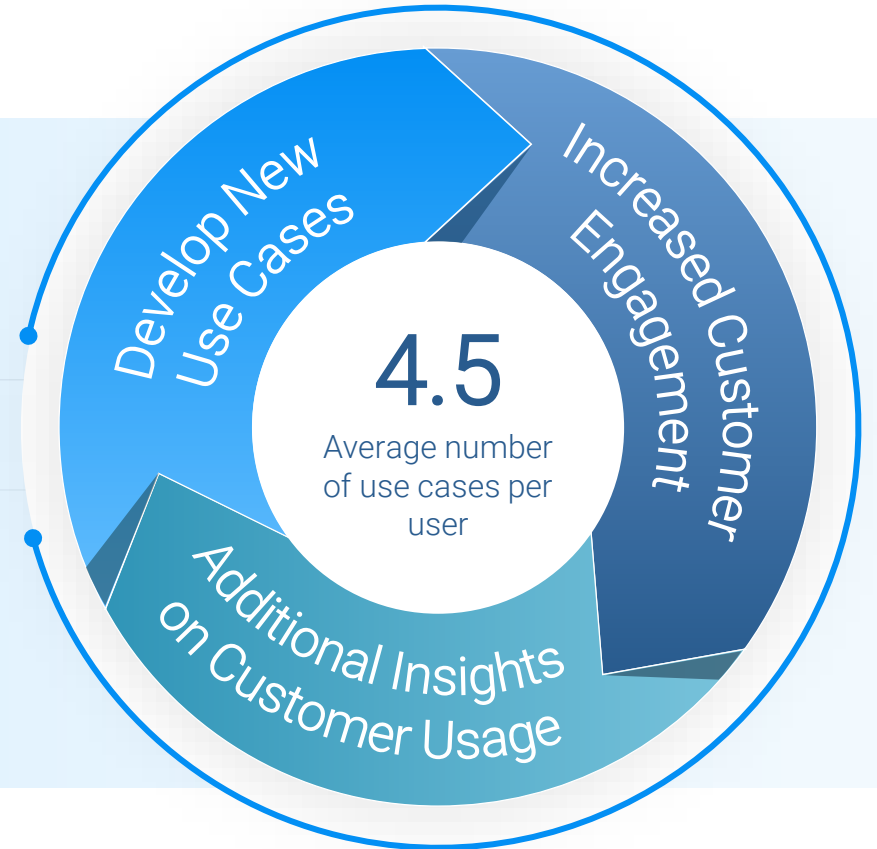 Develop New
Use Cases
Increased Customer
Engagement
4.5
Average number
of use cases per
user
Additional Insights
on Customer Usage